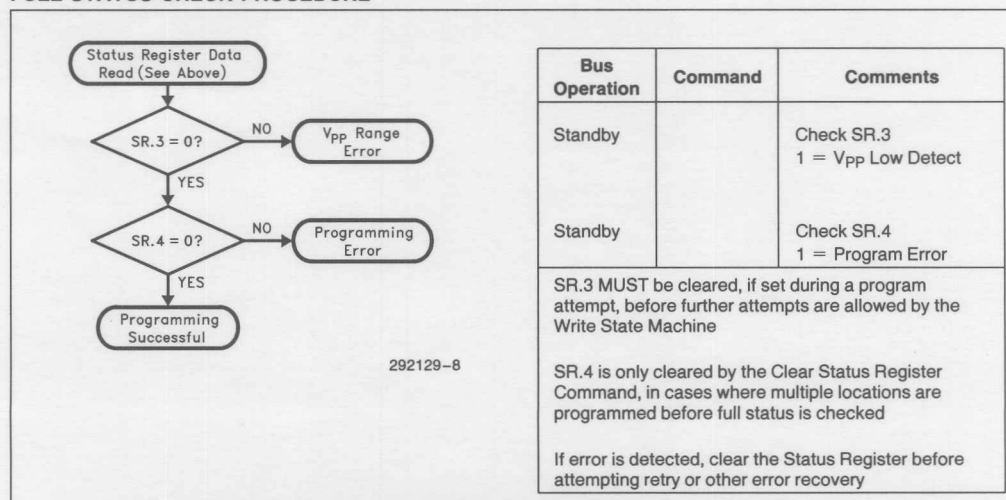 FULL STATUS CHECK PROCEDURE
Status Register Data
Read (See Above)
SR.3 = 0?
NO
VPP Range
Error
YES
SR.4 = 0?
NO
Programming
Error
YES
Programming
Successful
292129–8
Bus
Operation
Command
Comments
Standby
Check SR.3
1 = VPP Low Detect
Standby
Check SR.4
1 = Program Error
SR.3 MUST be cleared, if set during a program
attempt, before further attempts are allowed by the
Write State Machine
SR.4 is only cleared by the Clear Status Register
Command, in cases where multiple locations are
programmed before full status is checked
If error is detected, clear the Status Register before
attempting retry or other error recovery